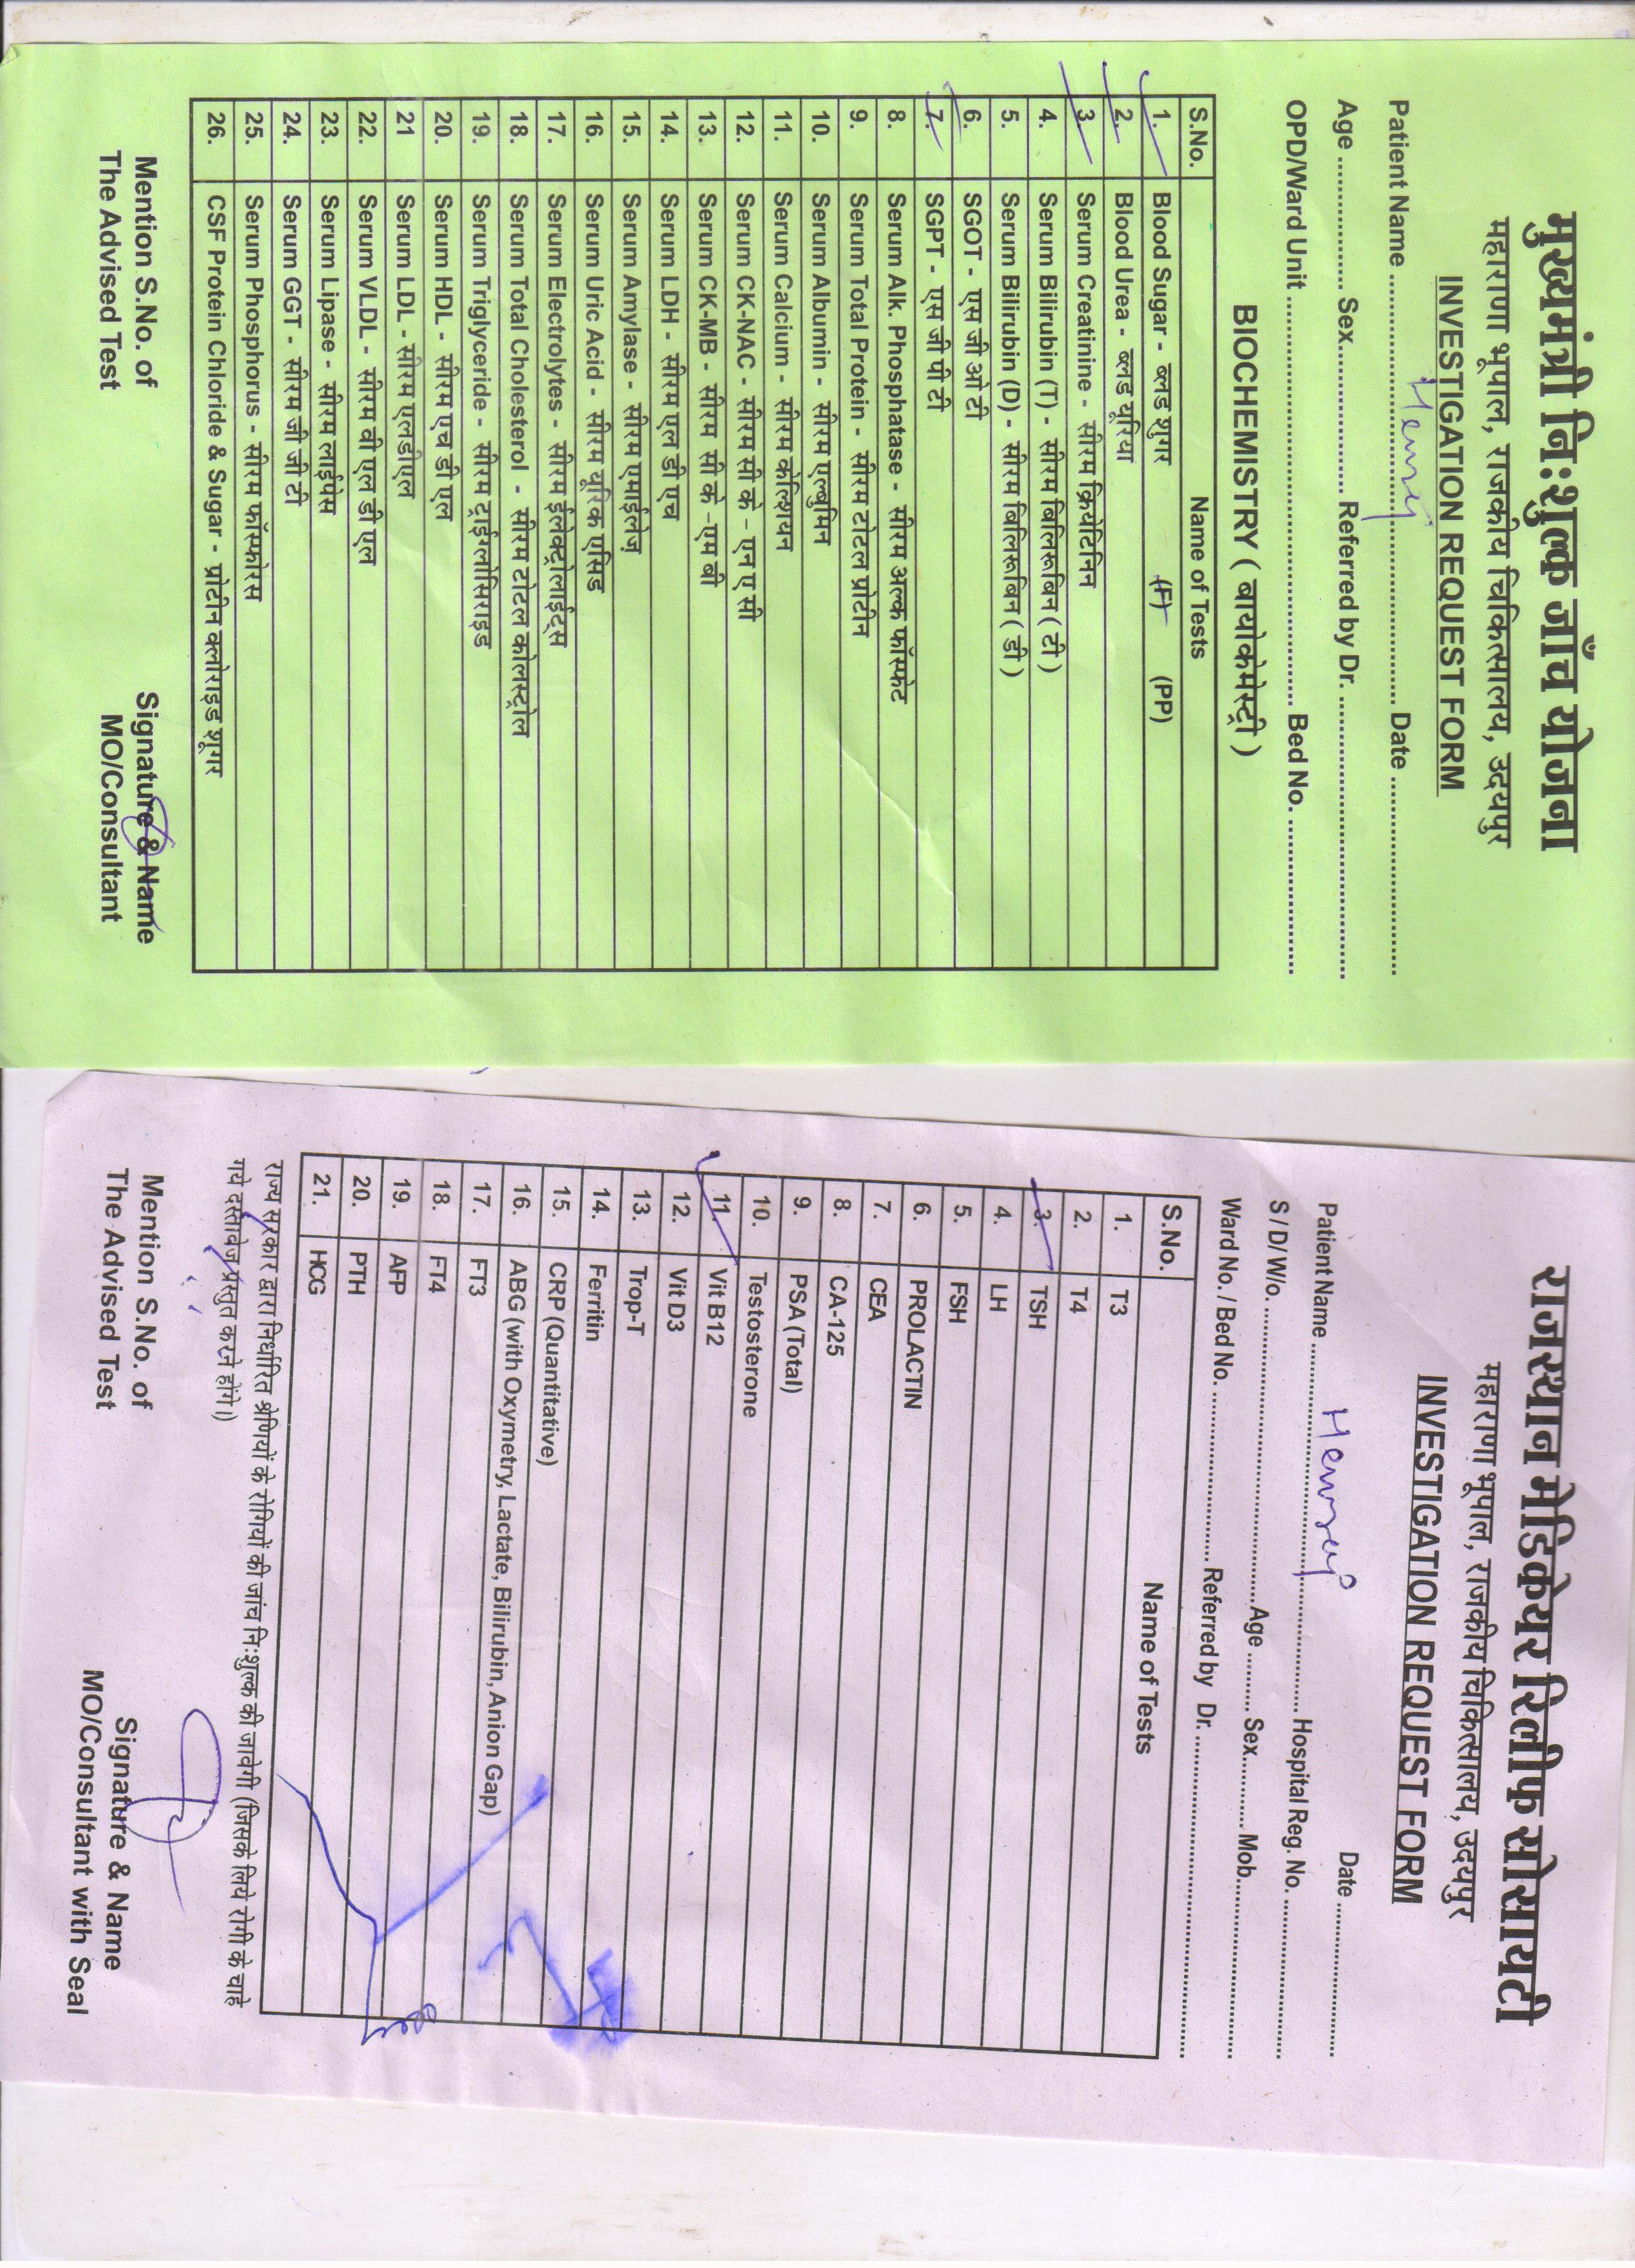 मुख्यमंत्री नि:शुल्क जाँच योजना
महाराणा भूपाल, राजकीय चिकित्सालय, उदयपुर
INVESTIGATION REQUEST FORM
Patient Name ........ Date ........
Age ........ Sex........ Referred by Dr. ........
OPD/Ward Unit ........ Bed No. ........
BIOCHEMISTRY ( बायोकेमेस्ट्री )
S.No. Name of Tests
1. Blood Sugar - ब्लड शुगर (F) (PP)
2. Blood Urea - ब्लड यूरिया
3. Serum Creatinine - सीरम क्रियेटिनिन
4. Serum Bilirubin (T) - सीरम बिलिरूबिन ( टी )
5. Serum Bilirubin (D) - सीरम बिलिरूबिन ( डी )
6. SGOT - एस जी ओ टी
7. SGPT - एस जी पी टी
8. Serum Alk. Phosphatase - सीरम अल्क फॉस्फेट
9. Serum Total Protein - सीरम टोटल प्रोटीन
10. Serum Albumin - सीरम एल्बुमिन
11. Serum Calcium - सीरम केल्शियन
12. Serum CK-NAC - सीरम सी के - एन ए सी
13. Serum CK-MB - सीरम सी के -एम बी
14. Serum LDH - सीरम एल डी एच
15. Serum Amylase - सीरम एमाईलेज़
16. Serum Uric Acid - सीरम यूरिक एसिड
17. Serum Electrolytes - सीरम ईलेक्ट्रोलाईट्स
18. Serum Total Cholesterol - सीरम टोटल कोलस्ट्रोल
19. Serum Triglyceride - सीरम ट्राईग्लोसिराइड
20. Serum HDL - सीरम एच डी एल
21 Serum LDL - सीरम एलडीएल
22. Serum VLDL - सीरम वी एल डी एल
23. Serum Lipase - सीरम लाईपेस
24. Serum GGT - सीरम जी जी टी
25. Serum Phosphorus - सीरम फॉस्फोरस
26. CSF Protein Chloride & Sugar - प्रोटीन क्लोराइड शूगर
Mention S.No. of Signature & Name
The Advised Test MO/Consultant
राजस्थान मेडिकेयर रिलीफ सोसायटी
महाराणा भूपाल, राजकीय चिकित्सालय, उदयपुर
INVESTIGATION REQUEST FORM
Date ........
Patient Name ........ Hospital Reg. No. ........
S / D/ W/o. ........ Age ........ Sex........ Mob........
Ward No. / Bed No. ........ Referred by Dr. ........
S.No. Name of Tests
1. T3
2. T4
3. TSH
4. LH
5. FSH
6. PROLACTIN
7. CEA
8. CA-125
9. PSA (Total)
10. Testosterone
11. Vit B12
12. Vit D3
13. Trop-T
14. Ferritin
15. CRP (Quantitative)
16. ABG (with Oxymetry, Lactate, Bilirubin, Anion Gap)
17. FT3
18. FT4
19. AFP
20. PTH
21. HCG
राज्य सरकार द्वारा निर्धारित श्रेणियों के रोगियों की जांच नि:शुल्क की जावेगी (जिसके लिये रोगी के चाहे
गये दस्तावेज प्रस्तुत करने होंगे।)
Mention S.No. of Signature & Name
The Advised Test MO/Consultant with Seal